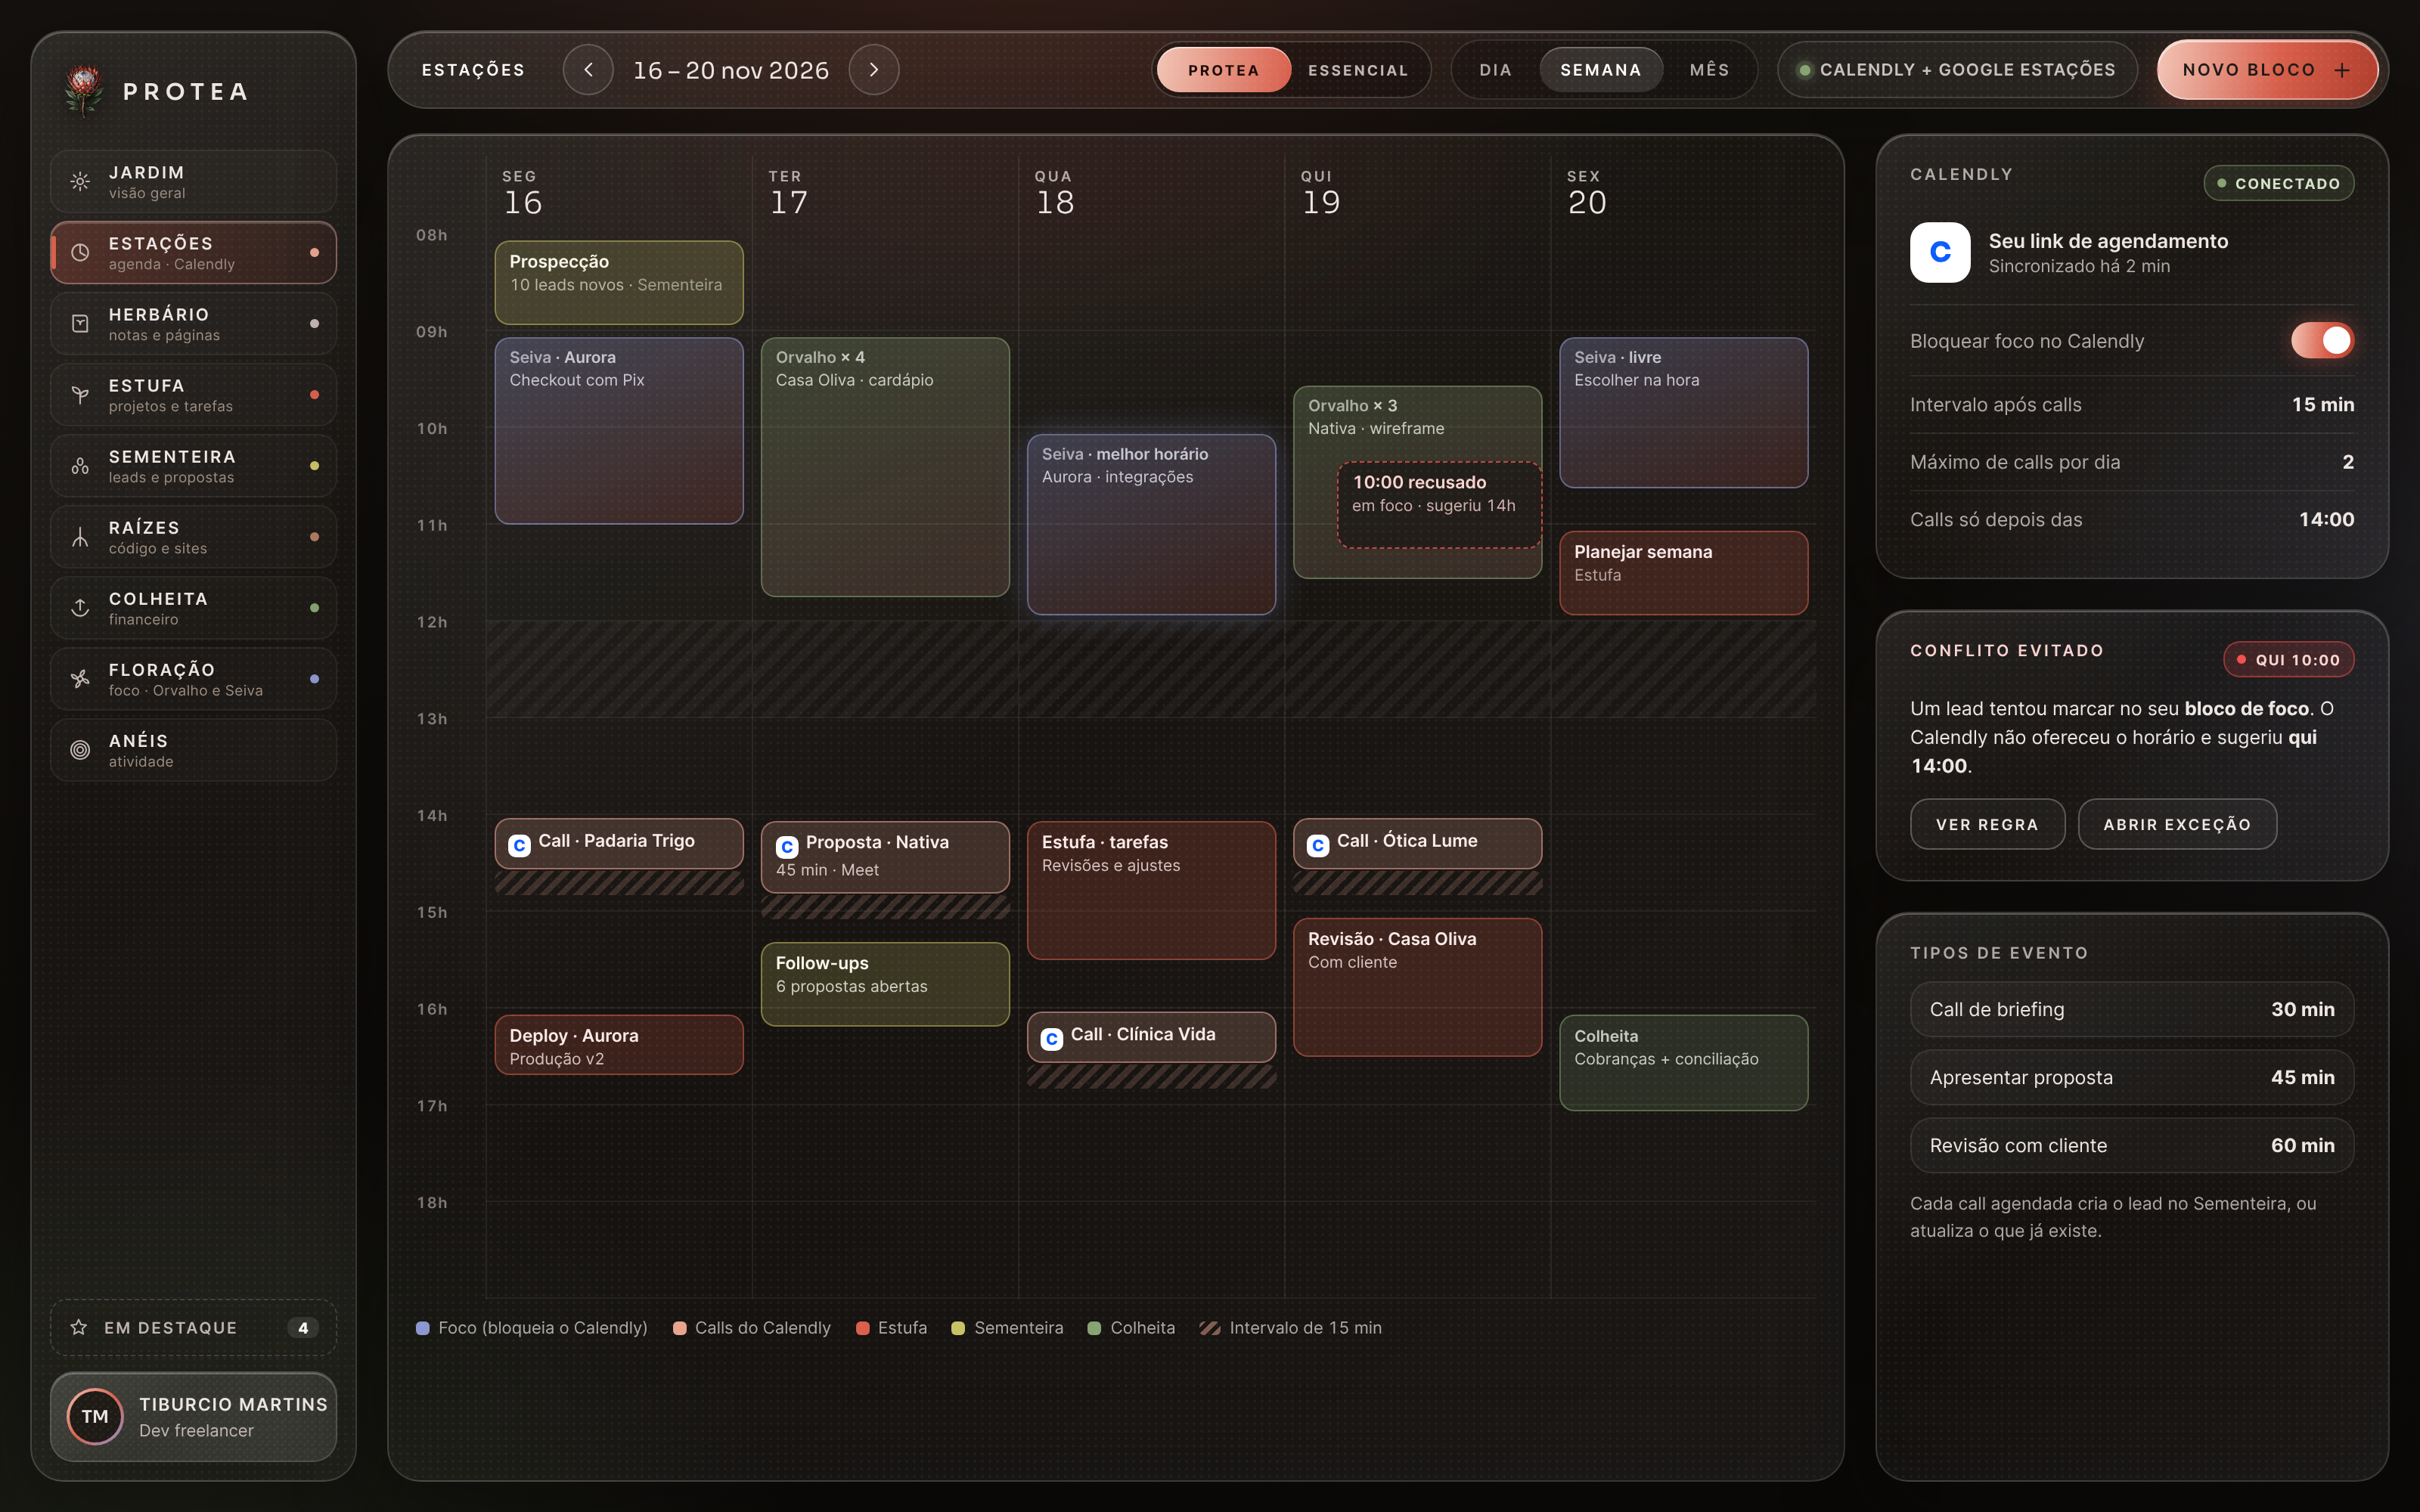 PROTEA
JARDIM
visão geral
ESTAÇÕES
agenda · Calendly
HERBÁRIO
notas e páginas
ESTUFA
projetos e tarefas
SEMENTEIRA
leads e propostas
RAÍZES
código e sites
COLHEITA
financeiro
FLORAÇÃO
foco · Orvalho e Seiva
ANÉIS
atividade
EM DESTAQUE 4
TM
TIBURCIO MARTINS
Dev freelancer
ESTAÇÕES 16 – 20 nov 2026 PROTEA ESSENCIAL DIA SEMANA MÊS CALENDLY + GOOGLE ESTAÇÕES NOVO BLOCO +
SEG
16
TER
17
QUA
18
QUI
19
SEX
20
08h
09h
10h
11h
12h
13h
14h
15h
16h
17h
18h
Prospecção
10 leads novos · Sementeira
Seiva · Aurora
Checkout com Pix
C Call · Padaria Trigo
Deploy · Aurora
Produção v2
Orvalho × 4
Casa Oliva · cardápio
C Proposta · Nativa
45 min · Meet
Follow-ups
6 propostas abertas
Seiva · melhor horário
Aurora · integrações
Estufa · tarefas
Revisões e ajustes
C Call · Clínica Vida
Orvalho × 3
Nativa · wireframe
10:00 recusado
em foco · sugeriu 14h
C Call · Ótica Lume
Revisão · Casa Oliva
Com cliente
Seiva · livre
Escolher na hora
Planejar semana
Estufa
Colheita
Cobranças + conciliação
Foco (bloqueia o Calendly) Calls do Calendly Estufa Sementeira Colheita Intervalo de 15 min
CALENDLY CONECTADO
C
Seu link de agendamento
Sincronizado há 2 min
Bloquear foco no Calendly
Intervalo após calls 15 min
Máximo de calls por dia 2
Calls só depois das 14:00
CONFLITO EVITADO QUI 10:00
Um lead tentou marcar no seu bloco de foco. O
Calendly não ofereceu o horário e sugeriu qui
14:00.
VER REGRA ABRIR EXCEÇÃO
TIPOS DE EVENTO
Call de briefing 30 min
Apresentar proposta 45 min
Revisão com cliente 60 min
Cada call agendada cria o lead no Sementeira, ou
atualiza o que já existe.